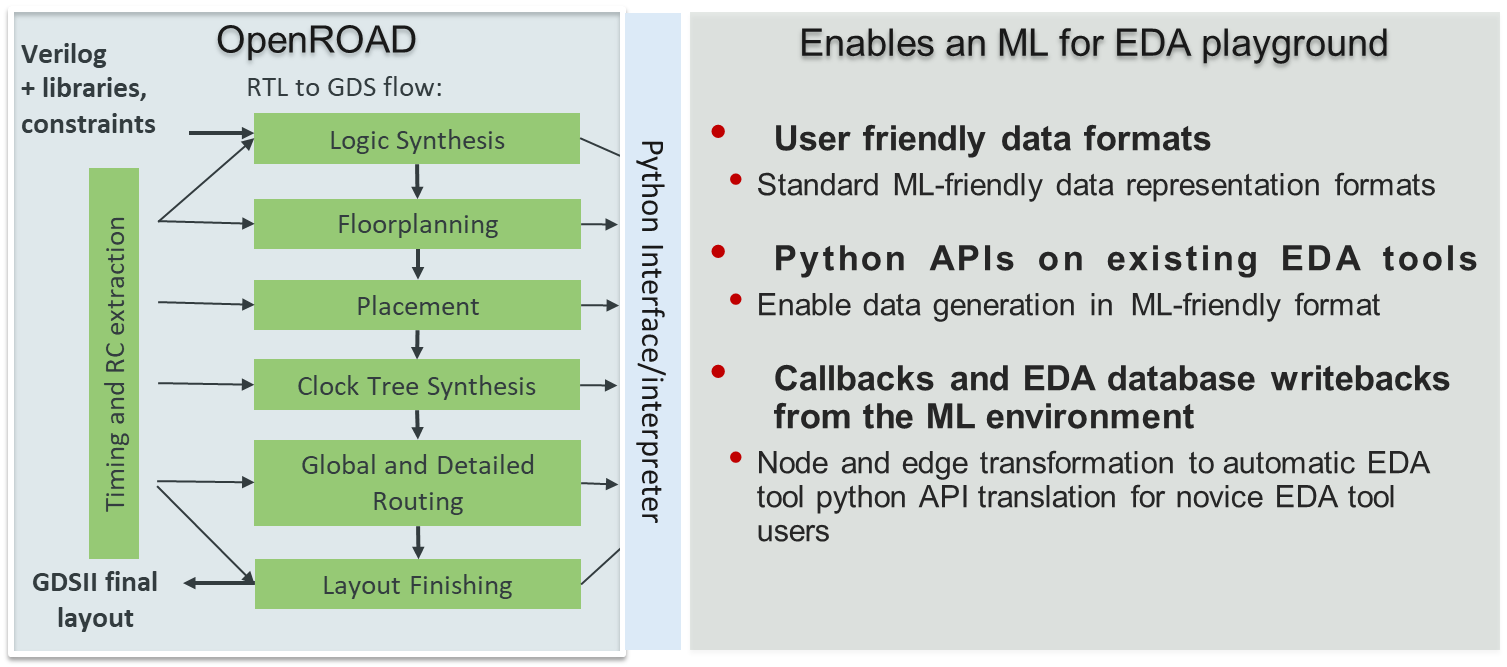 OpenROAD
Verilog
+ libraries,
constraints
RTL to GDS flow:
Logic Synthesis
Floorplanning
Placement
Clock Tree Synthesis
Global and Detailed
Routing
Layout Finishing
Timing and RC extraction
GDSII final
layout
Python Interface/interpreter
Enables an ML for EDA playground
• User friendly data formats
• Standard ML-friendly data representation formats
• Python APIs on existing EDA tools
• Enable data generation in ML-friendly format
• Callbacks and EDA database writebacks
from the ML environment
• Node and edge transformation to automatic EDA
tool python API translation for novice EDA tool
users